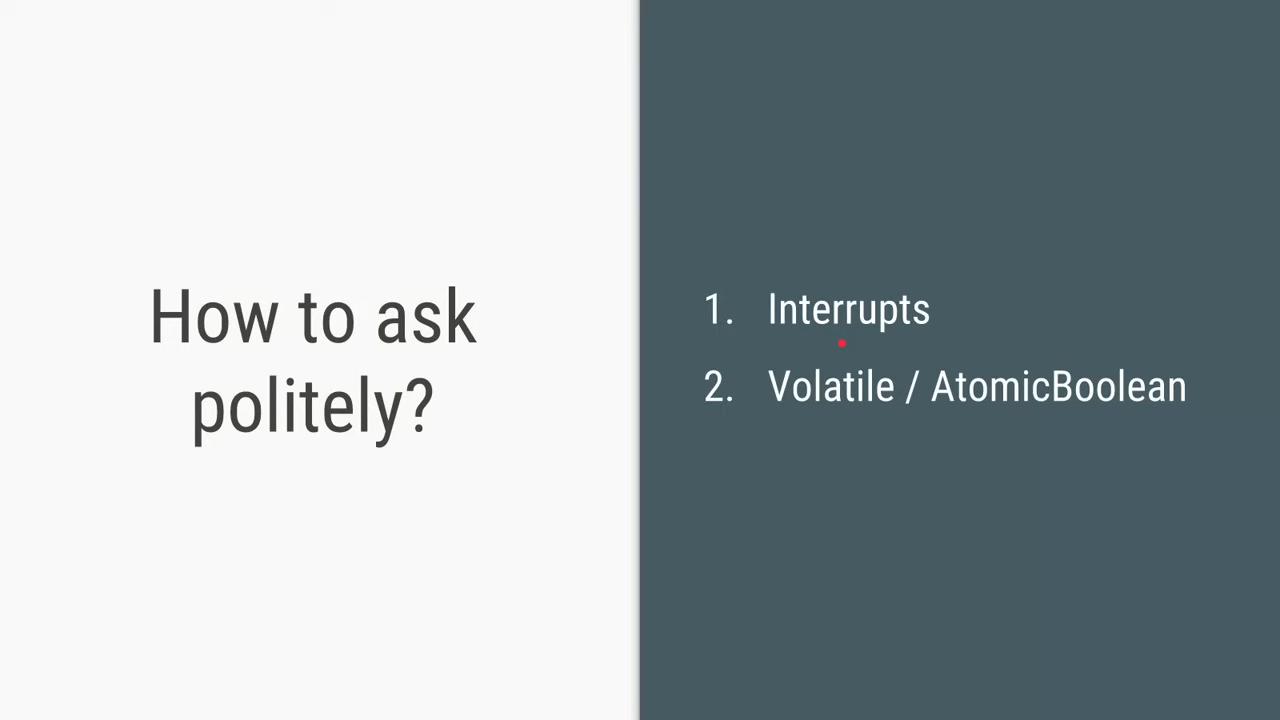 How to ask
politely?
1. Interrupts
2. Volatile / AtomicBoolean